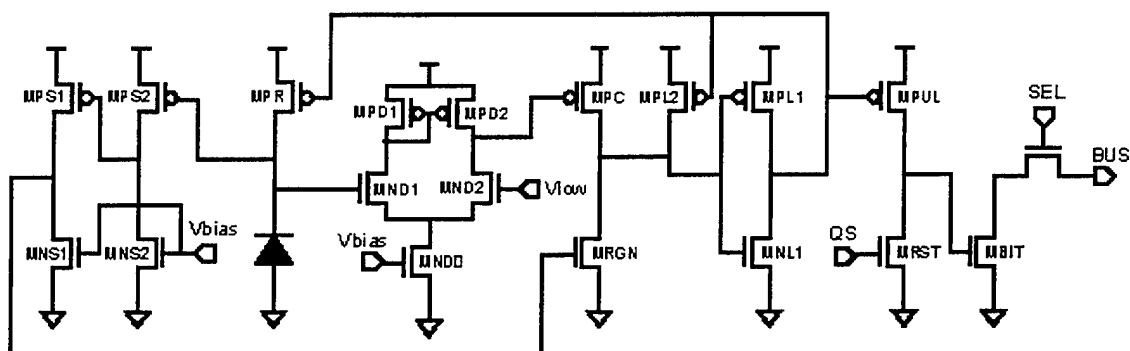 SEL
MPS1
MPS2
MPR
MPD1
MPD2
MPC
MPL2
MPL1
MPUL
BUS
MND1
MND2
Vlow
MNS1
MNS2
Vbias
Vbias
MND0
MRGN
MNL1
QS
MRST
MBIT